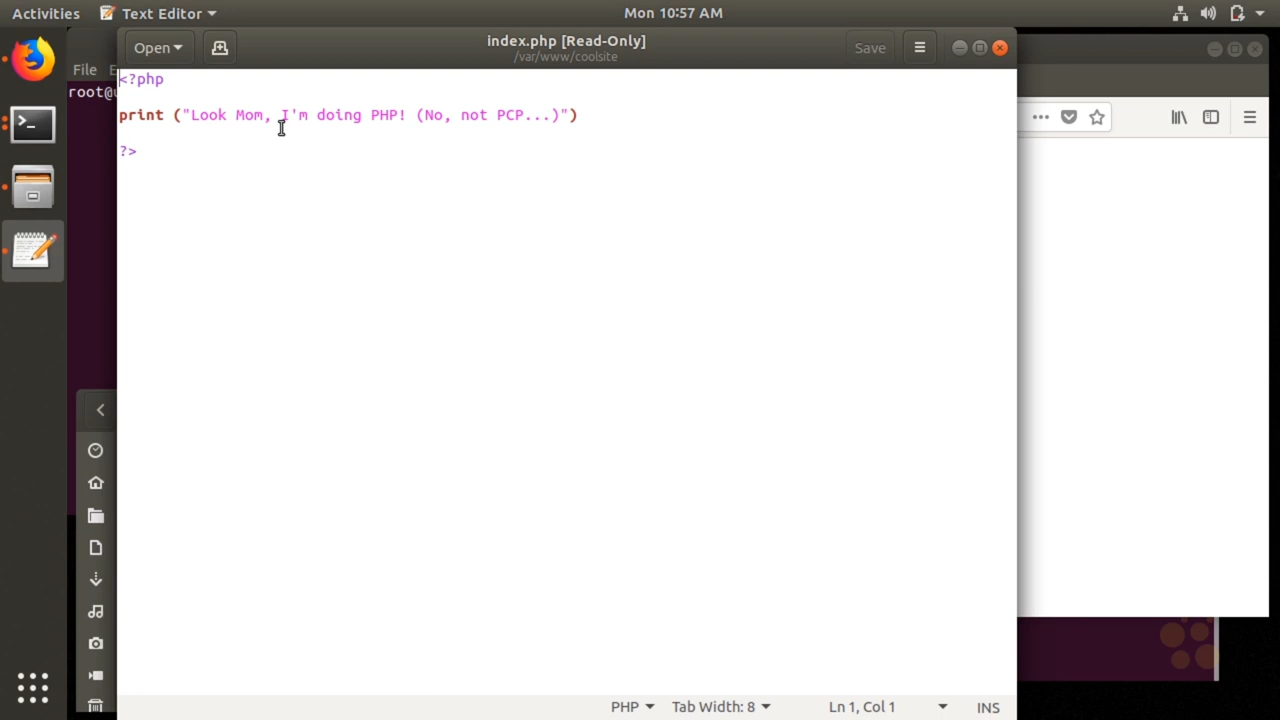 Activities Text Editor Mon 10:57 AM
Open index.php [Read-Only] Save
/var/www/coolsite
File
root@
<?php
print ("Look Mom, I'm doing PHP! (No, not PCP...)")
?>
PHP Tab Width: 8 Ln 1, Col 1 INS